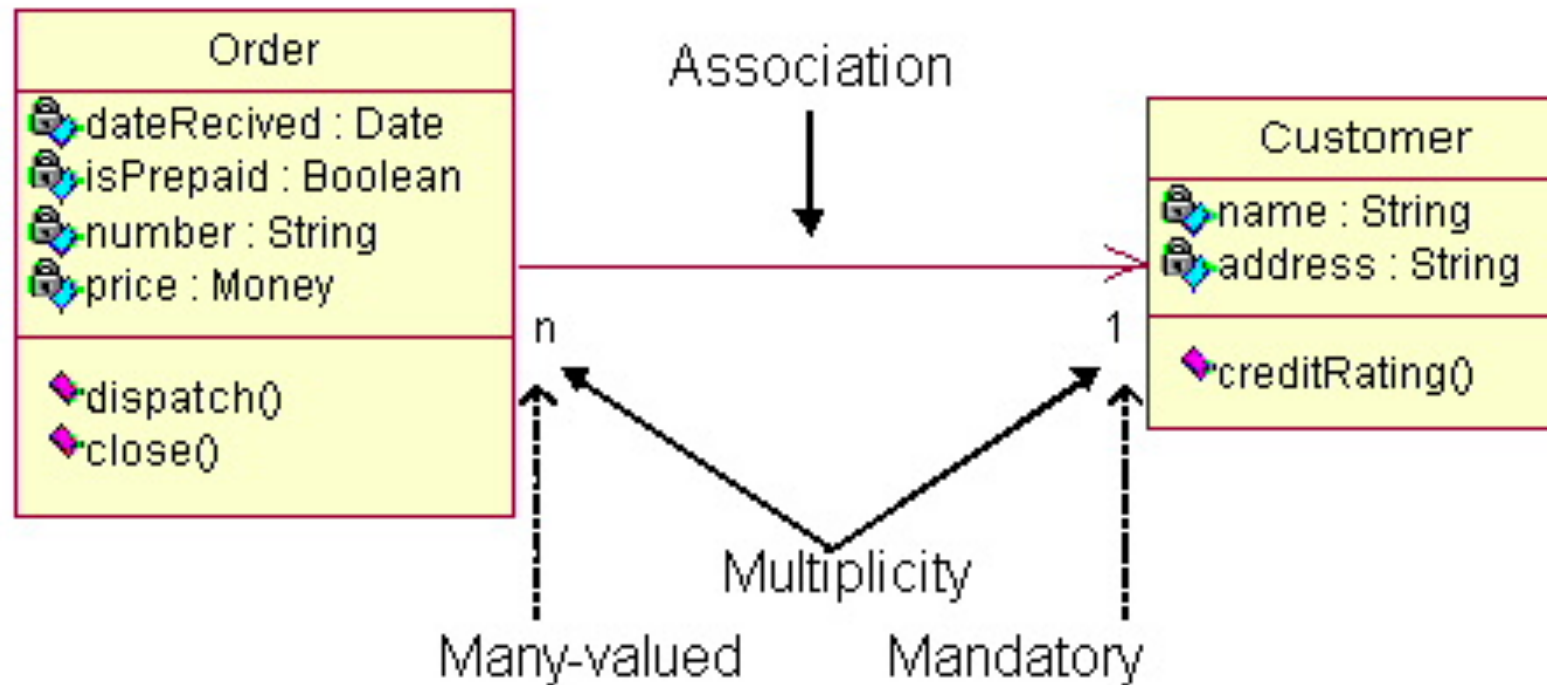 Order
dateRecived : Date
isPrepaid : Boolean
number : String
price : Money
dispatch()
close()
Association
n
1
Customer
name : String
address : String
creditRating()
Multiplicity
Many-valued
Mandatory